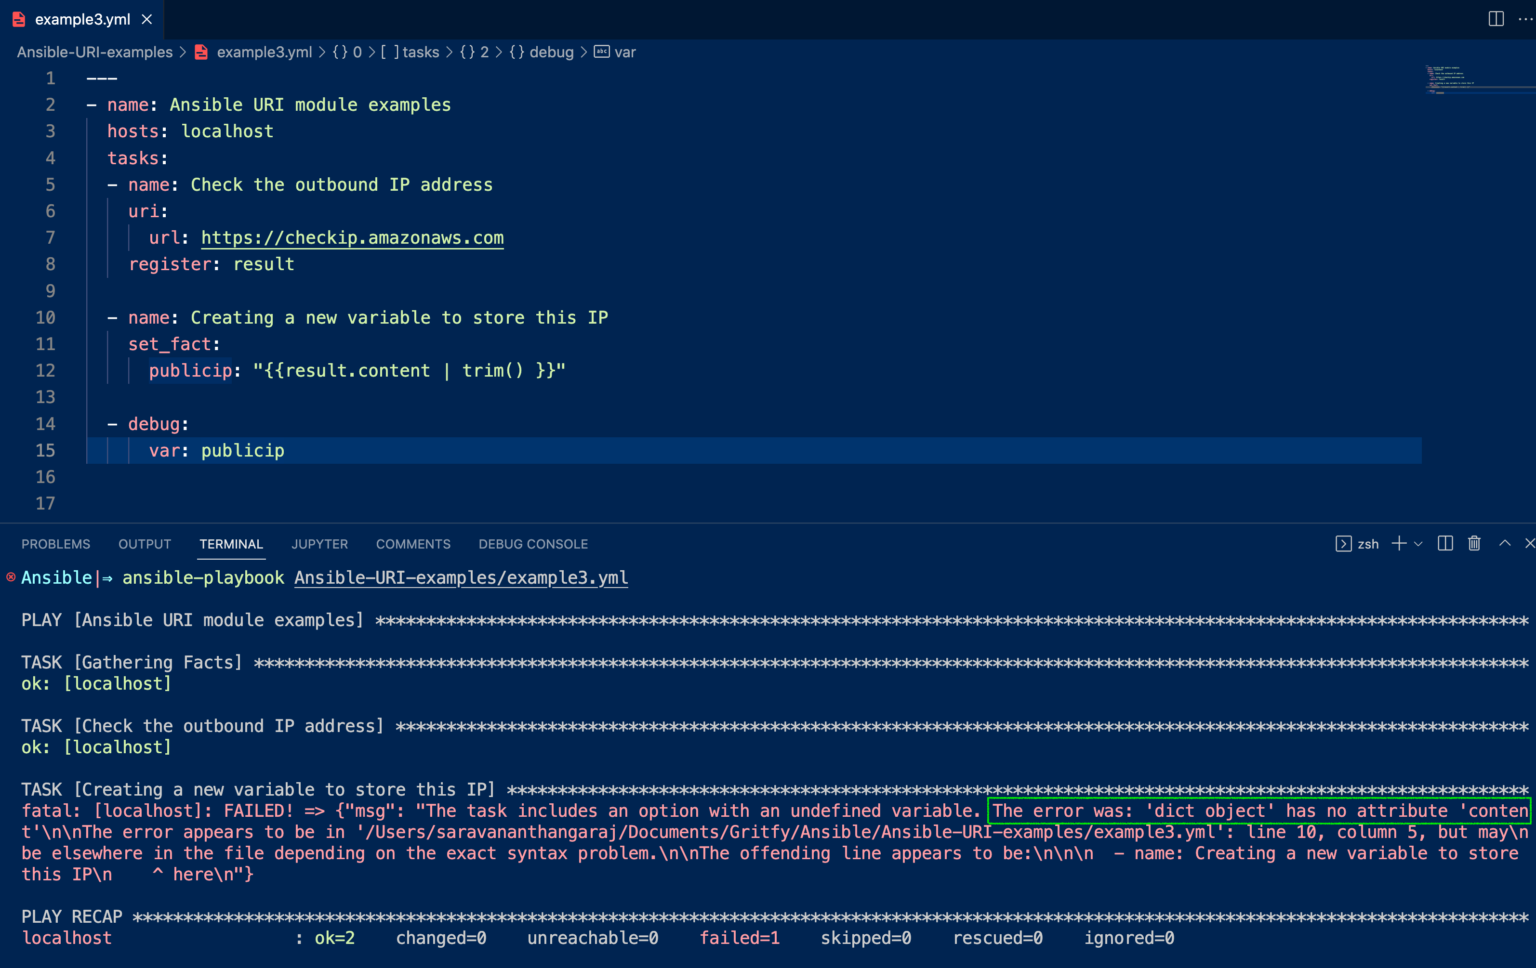 example3.yml
Ansible-URI-examples > example3.yml > {} 0 > [ ] tasks > {} 2 > {} debug > abc var
1 ---
2 - name: Ansible URI module examples
3 hosts: localhost
4 tasks:
5 - name: Check the outbound IP address
6 uri:
7 url: https://checkip.amazonaws.com
8 register: result
9
10 - name: Creating a new variable to store this IP
11 set_fact:
12 publicip: "{{result.content | trim() }}"
13
14 - debug:
15 var: publicip
16
17
PROBLEMS OUTPUT TERMINAL JUPYTER COMMENTS DEBUG CONSOLE zsh
Ansible|⇒ ansible-playbook Ansible-URI-examples/example3.yml
PLAY [Ansible URI module examples] ****************************************************************************************************************
TASK [Gathering Facts] ****************************************************************************************************************************
ok: [localhost]
TASK [Check the outbound IP address] **************************************************************************************************************
ok: [localhost]
TASK [Creating a new variable to store this IP] ***************************************************************************************************
fatal: [localhost]: FAILED! => {"msg": "The task includes an option with an undefined variable. The error was: 'dict object' has no attribute 'conten
t'\n\nThe error appears to be in '/Users/saravananthangaraj/Documents/Gritfy/Ansible/Ansible-URI-examples/example3.yml': line 10, column 5, but may\n
be elsewhere in the file depending on the exact syntax problem.\n\nThe offending line appears to be:\n\n\n  - name: Creating a new variable to store
this IP\n    ^ here\n"}
PLAY RECAP ****************************************************************************************************************************************
localhost : ok=2 changed=0 unreachable=0 failed=1 skipped=0 rescued=0 ignored=0